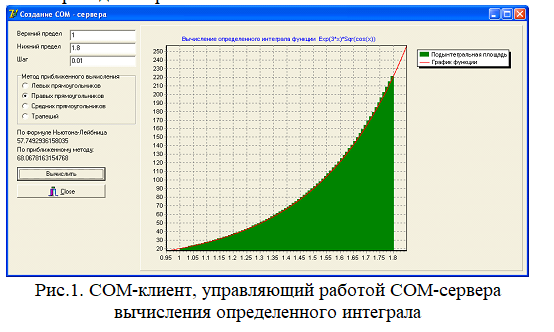 Создание COM - сервера
Верхний предел
1
Нижний предел
1.8
Шаг
0.01
Метод приближенного вычисления
Левых прямоугольников
Правых прямоугольников
Средних прямоугольников
Трапеций
По формуле Ньютона-Лейбница
57.7492936158035
По приближенному методу:
68.0678163154768
Вычислить
Close
Вычисление определенного интеграла функции Exp(3*x)*Sqr(cos(x))
Подынтегральная площадь
График функции
250
240
230
220
210
200
190
180
170
160
150
140
130
120
110
100
90
80
70
60
50
40
30
20
0.95 1 1.05 1.1 1.15 1.2 1.25 1.3 1.35 1.4 1.45 1.5 1.55 1.6 1.65 1.7 1.75 1.8
Рис.1. COM-клиент, управляющий работой COM-сервера
вычисления определенного интеграла